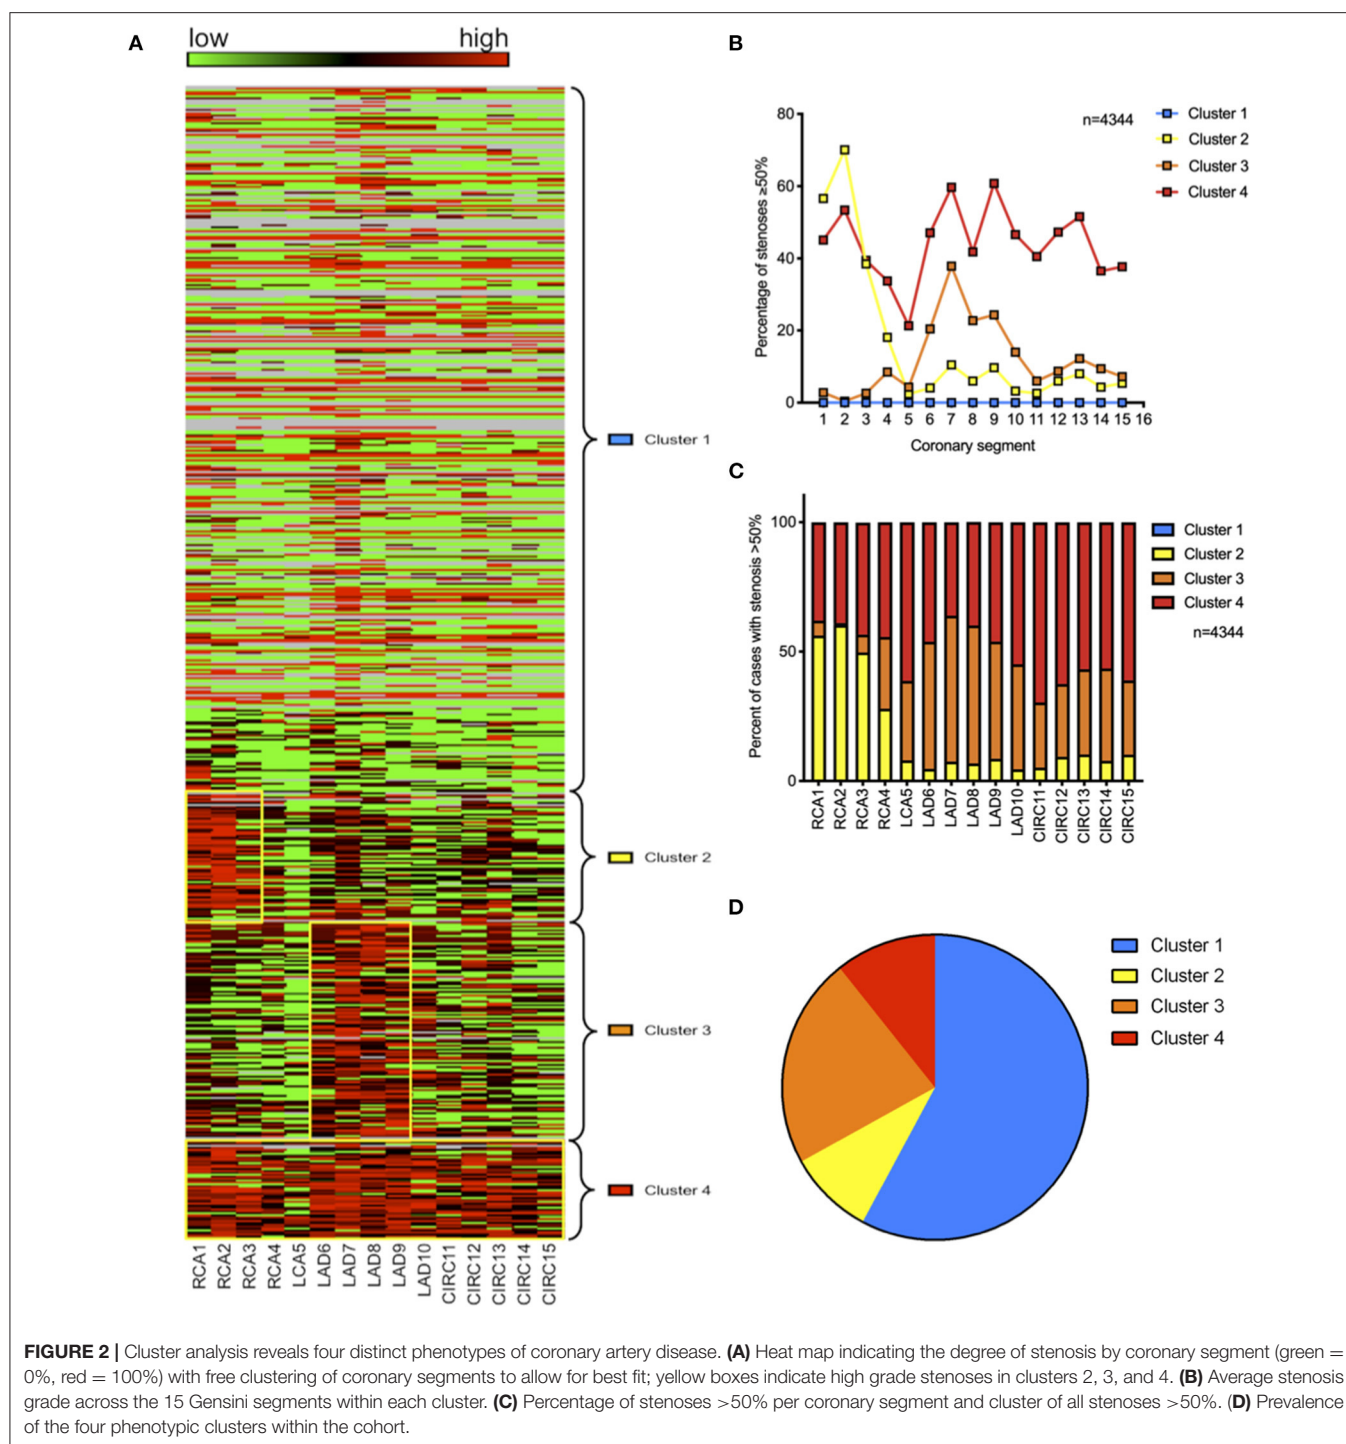 A
low high
Cluster 1
Cluster 2
Cluster 3
Cluster 4
RCA1
RCA2
RCA3
RCA4
LCA5
LAD6
LAD7
LAD8
LAD9
LAD10
CIRC11
CIRC12
CIRC13
CIRC14
CIRC15
B
80
60
40
20
0
Percentage of stenoses ≥50%
n=4344
Cluster 1
Cluster 2
Cluster 3
Cluster 4
1 2 3 4 5 6 7 8 9 10 11 12 13 14 15 16
Coronary segment
C
100
50
0
Percent of cases with stenosis >50%
Cluster 1
Cluster 2
Cluster 3
Cluster 4
n=4344
RCA1
RCA2
RCA3
RCA4
LCA5
LAD6
LAD7
LAD8
LAD9
LAD10
CIRC11
CIRC12
CIRC13
CIRC14
CIRC15
D
Cluster 1
Cluster 2
Cluster 3
Cluster 4
FIGURE 2 | Cluster analysis reveals four distinct phenotypes of coronary artery disease. (A) Heat map indicating the degree of stenosis by coronary segment (green =
0%, red = 100%) with free clustering of coronary segments to allow for best fit; yellow boxes indicate high grade stenoses in clusters 2, 3, and 4. (B) Average stenosis
grade across the 15 Gensini segments within each cluster. (C) Percentage of stenoses >50% per coronary segment and cluster of all stenoses >50%. (D) Prevalence
of the four phenotypic clusters within the cohort.